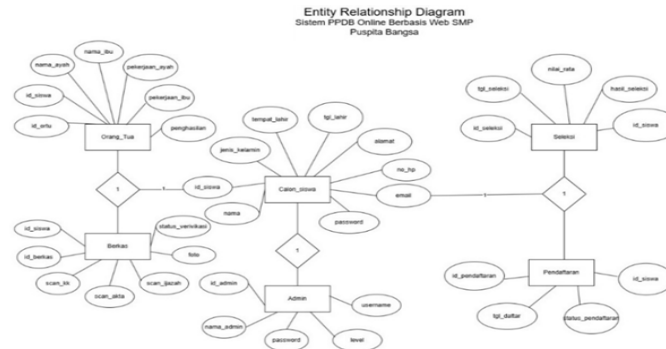 Entity Relationship Diagram
Sistem PPDB Online Berbasis Web SMP
Puspita Bangsa
nama_ibu
nama_ayah
pekerjaan_ayah
id_siswa
pekerjaan_ibu
id_ortu
penghasilan
Orang_Tua
tempat_lahir
tgl_lahir
jenis_kelamin
alamat
no_hp
id_siswa
Calon_siswa
email
nama
password
nilai_rata
tgl_seleksi
hasil_seleksi
id_seleksi
id_siswa
Seleksi
1
1
1
1
1
id_siswa
status_verivikasi
Berkas
id_berkas
foto
scan_kk
scan_ijazah
scan_akta
id_admin
Admin
username
nama_admin
password
level
id_pendaftaran
Pendaftaran
id_siswa
tgl_daftar
status_pendaftaran